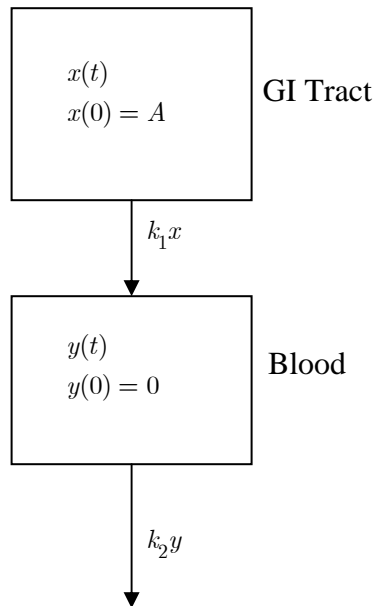 x(t)
x(0) = A
GI Tract
k₁x
y(t)
y(0) = 0
Blood
k₂y